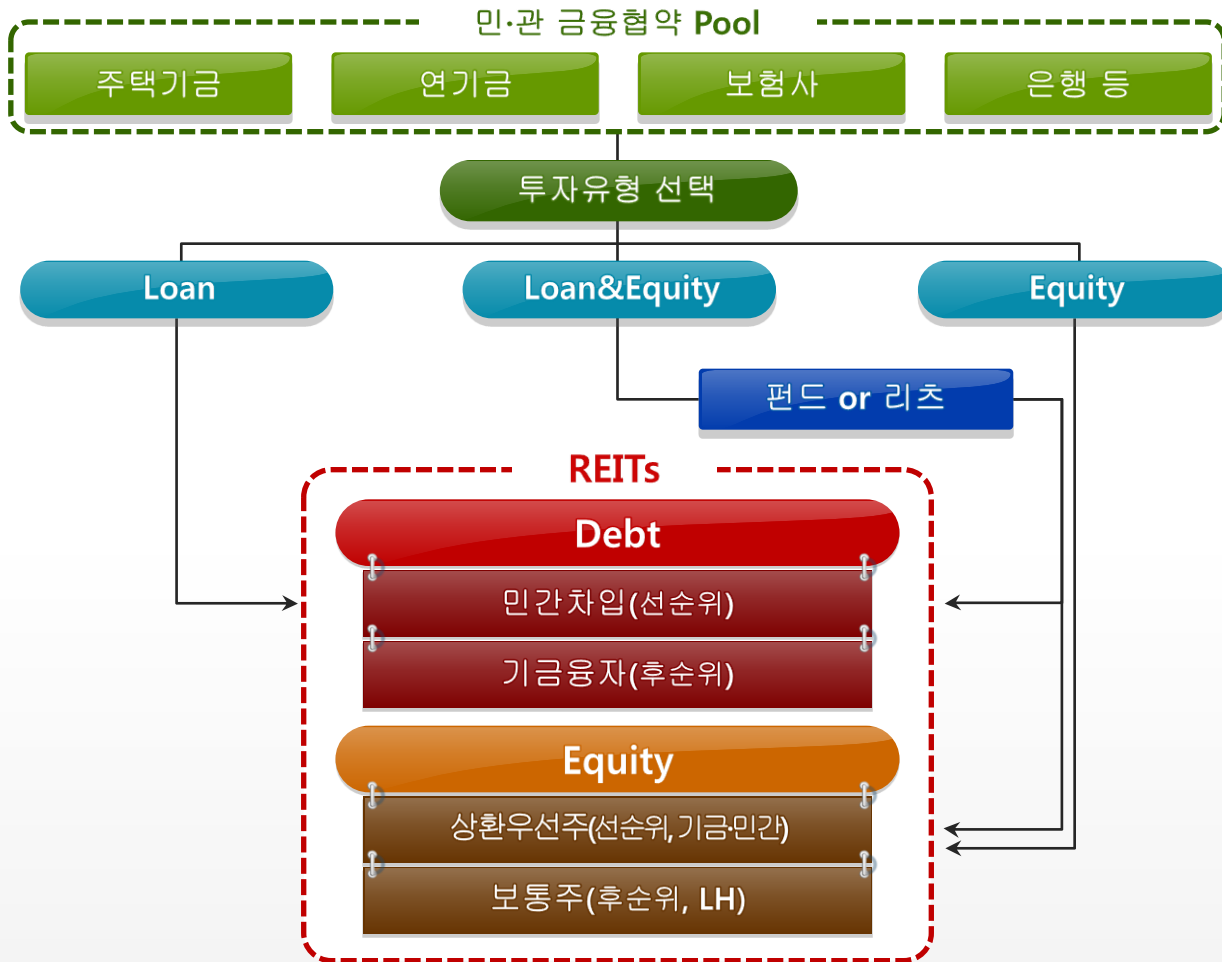 민·관 금융협약 Pool
주택기금
연기금
보험사
은행 등
투자유형 선택
Loan
Loan&Equity
Equity
펀드 or 리츠
REITs
Debt
민간차입(선순위)
기금융자(후순위)
Equity
상환우선주(선순위, 기금·민간)
보통주(후순위, LH)